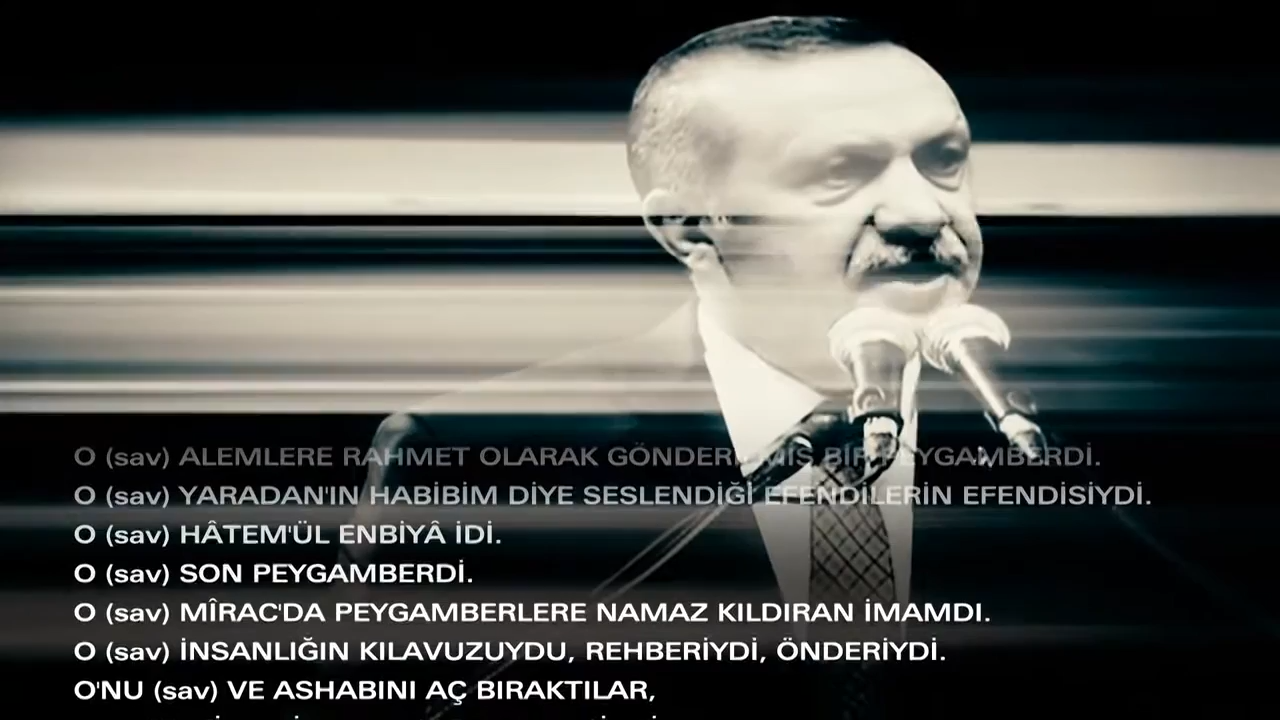 O (sav) ALEMLERE RAHMET OLARAK GÖNDERİLMİŞ BİR PEYGAMBERDİ.
O (sav) YARADAN'IN HABİBİM DİYE SESLENDİĞİ EFENDİLERİN EFENDİSİYDİ.
O (sav) HÂTEM'ÜL ENBİYÂ İDİ.
O (sav) SON PEYGAMBERDİ.
O (sav) MÎRAC'DA PEYGAMBERLERE NAMAZ KILDIRAN İMAMDI.
O (sav) İNSANLIĞIN KILAVUZUYDU, REHBERİYDİ, ÖNDERİYDİ.
O'NU (sav) VE ASHABINI AÇ BIRAKTILAR,